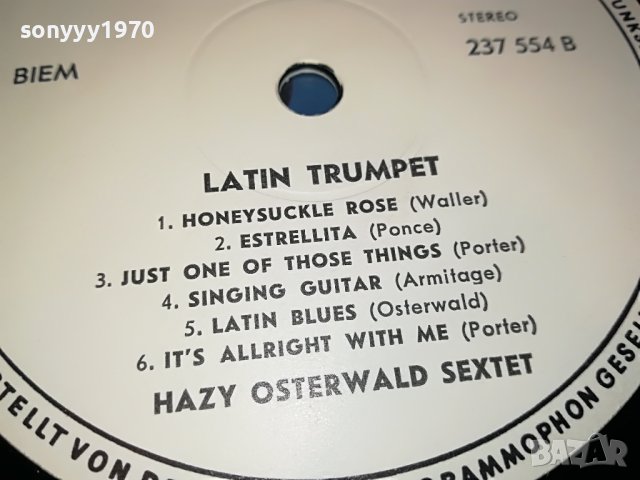 sonyyy1970
BIEM
STEREO
237 554 B
LATIN TRUMPET
1. HONEYSUCKLE ROSE (Waller)
2. ESTRELLITA (Ponce)
3. JUST ONE OF THOSE THINGS (Porter)
4. SINGING GUITAR (Armitage)
5. LATIN BLUES (Osterwald)
6. IT'S ALLRIGHT WITH ME (Porter)
HAZY OSTERWALD SEXTET
VON
BAZAR